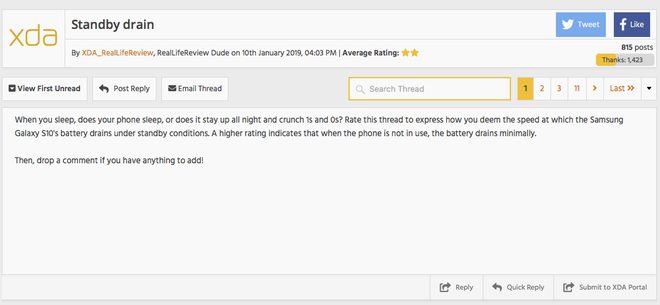 xda
Standby drain
Tweet
Like
By XDA_RealLifeReview, RealLifeReview Dude on 10th January 2019, 04:03 PM | Average Rating:
815 posts
Thanks: 1,423
View First Unread
Post Reply
Email Thread
Search Thread
1 2 3 11 > Last >>
When you sleep, does your phone sleep, or does it stay up all night and crunch 1s and 0s? Rate this thread to express how you deem the speed at which the Samsung
Galaxy S10's battery drains under standby conditions. A higher rating indicates that when the phone is not in use, the battery drains minimally.
Then, drop a comment if you have anything to add!
Reply
Quick Reply
Submit to XDA Portal